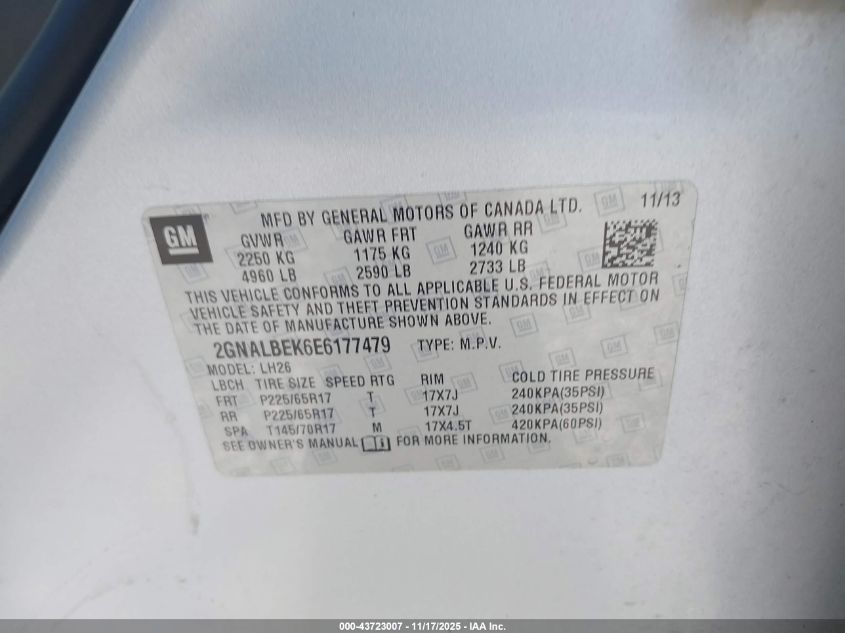 GM
MFD BY GENERAL MOTORS OF CANADA LTD. 11/13
GVWR GAWR FRT GAWR RR
2250 KG 1175 KG 1240 KG
4960 LB 2590 LB 2733 LB
THIS VEHICLE CONFORMS TO ALL APPLICABLE U.S. FEDERAL MOTOR
VEHICLE SAFETY AND THEFT PREVENTION STANDARDS IN EFFECT ON
THE DATE OF MANUFACTURE SHOWN ABOVE.
2GNALBEK6E6177479 TYPE: M.P.V.
MODEL: LH26
LBCH TIRE SIZE SPEED RTG RIM COLD TIRE PRESSURE
FRT P225/65R17 T 17X7J 240KPA(35PSI)
RR P225/65R17 T 17X7J 240KPA(35PSI)
SPA T145/70R17 M 17X4.5T 420KPA(60PSI)
SEE OWNER'S MANUAL FOR MORE INFORMATION.
000-43723007 - 11/17/2025 - IAA Inc.